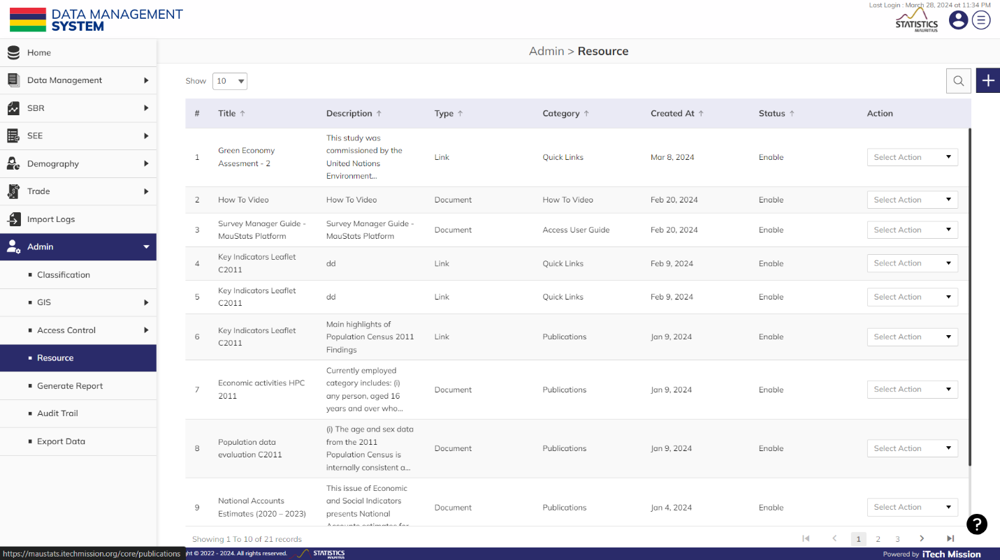 Last Login : March 28, 2024 at 11:34 PM
DATA MANAGEMENT
SYSTEM
STATISTICS
MAURITIUS
Home
Data Management
SBR
SEE
Demography
Trade
Import Logs
Admin
Classification
GIS
Access Control
Resource
Generate Report
Audit Trail
Export Data
Admin > Resource
Show 10
# Title Description Type Category Created At Status Action
1 Green Economy Assesment - 2 This study was commissioned by the United Nations Environment... Link Quick Links Mar 8, 2024 Enable Select Action
2 How To Video How To Video Document How To Video Feb 20, 2024 Enable Select Action
3 Survey Manager Guide - MauStats Platform Survey Manager Guide - MauStats Platform Document Access User Guide Feb 20, 2024 Enable Select Action
4 Key Indicators Leaflet C2011 dd Link Quick Links Feb 9, 2024 Enable Select Action
5 Key Indicators Leaflet C2011 dd Link Quick Links Feb 9, 2024 Enable Select Action
6 Key Indicators Leaflet C2011 Main highlights of Population Census 2011 Findings Link Publications Jan 9, 2024 Enable Select Action
7 Economic activities HPC 2011 Currently employed category includes: (i) any person, aged 16 years and over who... Document Publications Jan 9, 2024 Enable Select Action
8 Population data evaluation C2011 (i) The age and sex data from the 2011 Population Census is internally consistent a... Document Publications Jan 9, 2024 Enable Select Action
9 National Accounts Estimates (2020 – 2023) This issue of Economic and Social Indicators presents National Accounts estimates for Document Publications Jan 4, 2024 Enable Select Action
Showing 1 To 10 of 21 records
1 2 3
?
https://maustats.itechmission.org/core/publications
ght © 2022 - 2024. All rights reserved.
STATISTICS
MAURITIUS
Powered by iTech Mission